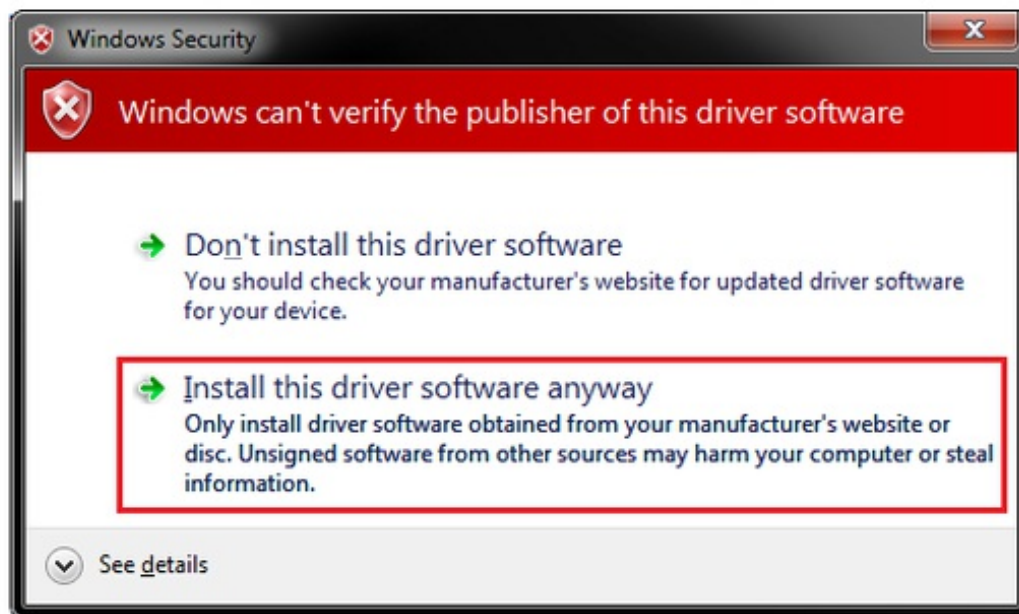 Windows Security
Windows can't verify the publisher of this driver software
Don't install this driver software
You should check your manufacturer's website for updated driver software
for your device.
Install this driver software anyway
Only install driver software obtained from your manufacturer's website or
disc. Unsigned software from other sources may harm your computer or steal
information.
See details